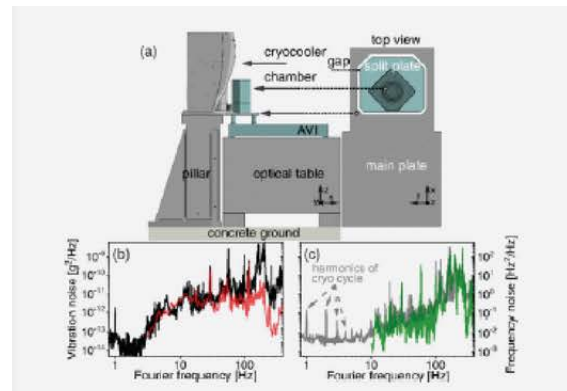 top view
(a)
cryocooler
gap
split plate
chamber
AVI
pillar
optical table
main plate
concrete ground
(b)
Vibration noise [g²/Hz]
10⁻⁹
10⁻¹⁰
10⁻¹¹
10⁻¹²
10⁻¹³
10⁻¹⁴
1 10 100
Fourier frequency [Hz]
(c)
harmonics of
cryo cycle
10²
10¹
10⁰
10⁻¹
10⁻²
10⁻³
Frequency noise [Hz²/Hz]
1 10 100
Fourier frequency [Hz]